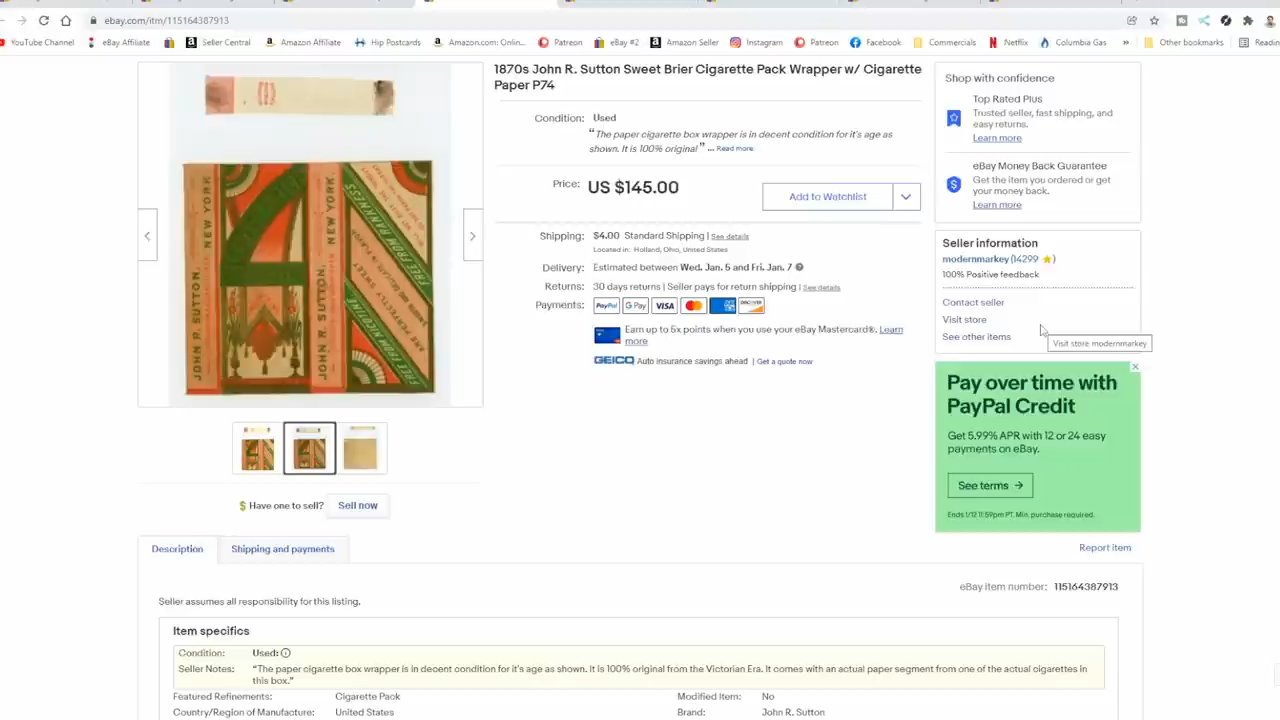 ebay.com/itm/115164387913
YouTube Channel eBay Affiliate Seller Central Amazon Affiliate Hip Postcards Amazon.com: Onlin... Patreon eBay #2 Amazon Seller Instagram Patreon Facebook Commercials Netflix Columbia Gas » Other bookmarks Readin
1870s John R. Sutton Sweet Brier Cigarette Pack Wrapper w/ Cigarette
Paper P74
Condition: Used
“The paper cigarette box wrapper is in decent condition for it's age as
shown. It is 100% original” ... Read more
Price: US $145.00
Add to Watchlist
Shipping: $4.00 Standard Shipping | See details
Located in: Holland, Ohio, United States
Delivery: Estimated between Wed. Jan. 5 and Fri. Jan. 7
Returns: 30 days returns | Seller pays for return shipping | See details
Payments: PayPal G Pay VISA DISCOVER
Earn up to 5x points when you use your eBay Mastercard®. Learn
more
GEICO Auto insurance savings ahead | Get a quote now
JOHN R. SUTTON. NEW YORK.
JOHN R. SUTTON. NEW YORK.
FREE FROM RANKNESS
PERFECTLY SWEET
FREE FROM NICOTINE
$ Have one to sell? Sell now
Shop with confidence
Top Rated Plus
Trusted seller, fast shipping, and
easy returns.
Learn more
eBay Money Back Guarantee
Get the item you ordered or get
your money back.
Learn more
Seller information
modernmarkey (14299 )
100% Positive feedback
Contact seller
Visit store
See other items
Visit store modernmarkey
Pay over time with
PayPal Credit
Get 5.99% APR with 12 or 24 easy
payments on eBay.
See terms →
Ends 1/12 11:59pm PT. Min. purchase required.
Description Shipping and payments
Report item
eBay item number: 115164387913
Seller assumes all responsibility for this listing.
Item specifics
Condition: Used:
Seller Notes: “The paper cigarette box wrapper is in decent condition for it's age as shown. It is 100% original from the Victorian Era. It comes with an actual paper segment from one of the actual cigarettes in
this box.”
Featured Refinements: Cigarette Pack Modified Item: No
Country/Region of Manufacture: United States Brand: John R. Sutton